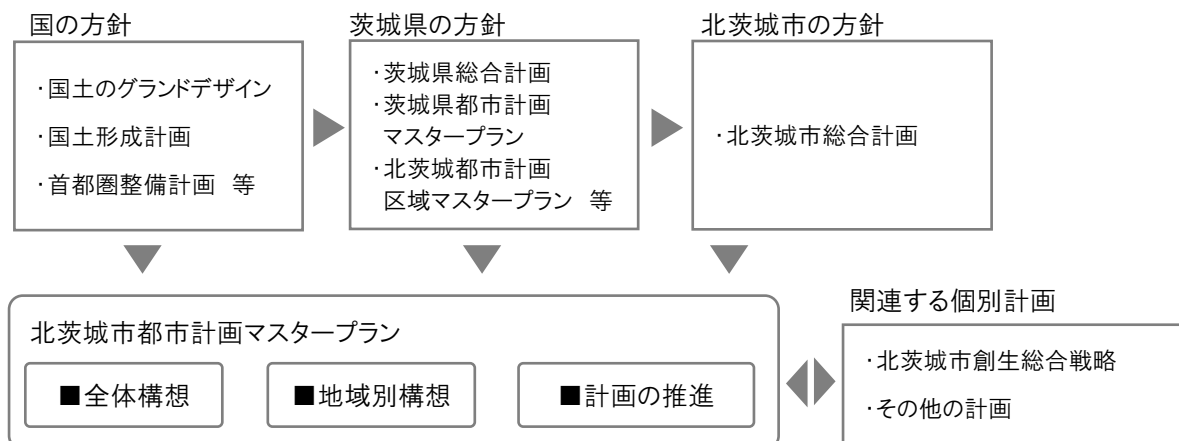 国の方針
・国土のグランドデザイン
・国土形成計画
・首都圏整備計画　等
茨城県の方針
・茨城県総合計画
・茨城県都市計画
マスタープラン
・北茨城都市計画
区域マスタープラン　等
北茨城市の方針
・北茨城市総合計画
北茨城市都市計画マスタープラン
■全体構想
■地域別構想
■計画の推進
関連する個別計画
・北茨城市創生総合戦略
・その他の計画